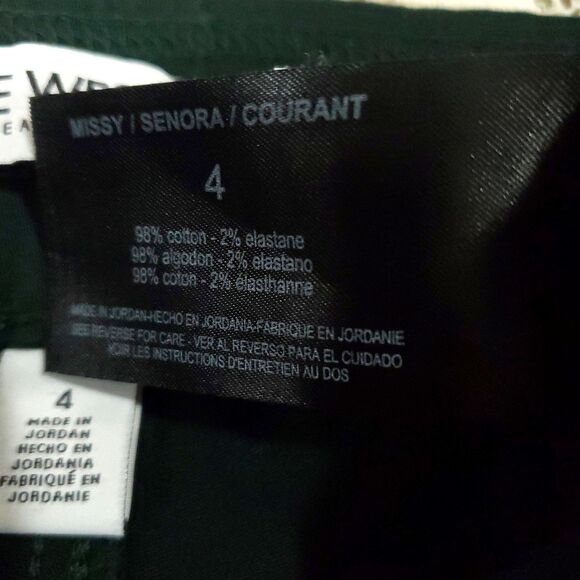 MISSY / SENORA / COURANT
4
98% cotton - 2% elastane
98% algodon - 2% elastano
98% coton - 2% elasthanne
MADE IN JORDAN-HECHO EN JORDANIA-FABRIQUE EN JORDANIE
SEE REVERSE FOR CARE - VER AL REVERSO PARA EL CUIDADO
VOIR LES INSTRUCTIONS D'ENTRETIEN AU DOS
4
MADE IN
JORDAN
HECHO EN
JORDANIA
FABRIQUÉ EN
JORDANIE